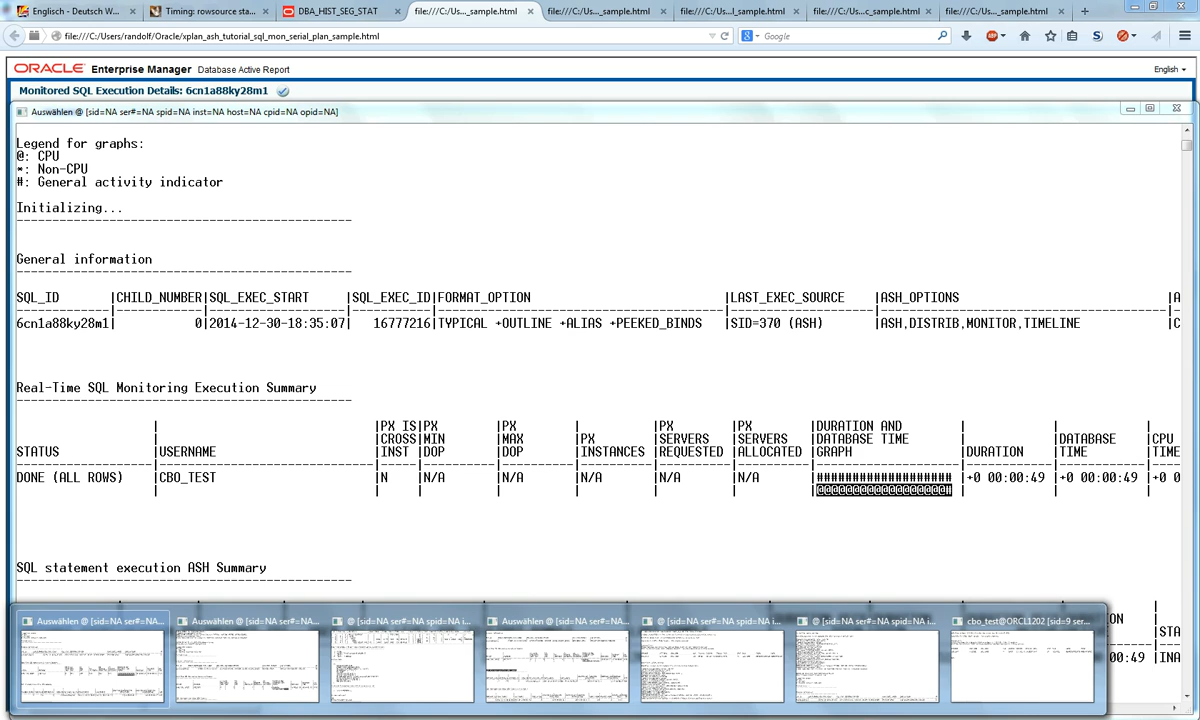 Englisch - Deutsch W...
Timing: rowsource sta...
DBA_HIST_SEG_STAT
file:///C:/Us..._sample.html
file:///C:/Us..._sample.html
file:///C:/Us...l_sample.html
file:///C:/Us...c_sample.html
file:///C:/Us..._sample.html
file:///C:/Users/randolf/Oracle/xplan_ash_tutorial_sql_mon_serial_plan_sample.html
Google
ORACLE Enterprise Manager Database Active Report
English
Monitored SQL Execution Details: 6cn1a88ky28m1
Auswählen @ [sid=NA ser#=NA spid=NA inst=NA host=NA cpid=NA opid=NA]
Legend for graphs:
@: CPU
*: Non-CPU
#: General activity indicator
Initializing...
-----------------------------------------------
General information
-----------------------------------------------
SQL_ID |CHILD_NUMBER|SQL_EXEC_START |SQL_EXEC_ID|FORMAT_OPTION |LAST_EXEC_SOURCE |ASH_OPTIONS |A
6cn1a88ky28m1| 0|2014-12-30-18:35:07| 16777216|TYPICAL +OUTLINE +ALIAS +PEEKED_BINDS |SID=370 (ASH) |ASH,DISTRIB,MONITOR,TIMELINE |C
Real-Time SQL Monitoring Execution Summary
-----------------------------------------------
| |PX IS|PX |PX | |PX |PX |DURATION AND | | |
| |CROSS|MIN |MAX |PX |SERVERS |SERVERS |DATABASE TIME | |DATABASE |CPU
STATUS |USERNAME |INST |DOP |DOP |INSTANCES |REQUESTED |ALLOCATED |GRAPH |DURATION |TIME |TIME
DONE (ALL ROWS) |CBO_TEST |N |N/A |N/A |N/A |N/A |N/A |################### |+0 00:00:49 |+0 00:00:49 |+0 0
|@@@@@@@@@@@@@@@@@@#
SQL statement execution ASH Summary
-----------------------------------------------
ON
|STA
00:49 |INA
Auswählen @ [sid=NA ser#=NA...
Auswählen @ [sid=NA ser#=NA...
@ [sid=NA ser#=NA spid=NA i...
Auswählen @ [sid=NA ser#=NA...
@ [sid=NA ser#=NA spid=NA i...
@ [sid=NA ser#=NA spid=NA i...
cbo_test@ORCL1202 [sid=9 ser...